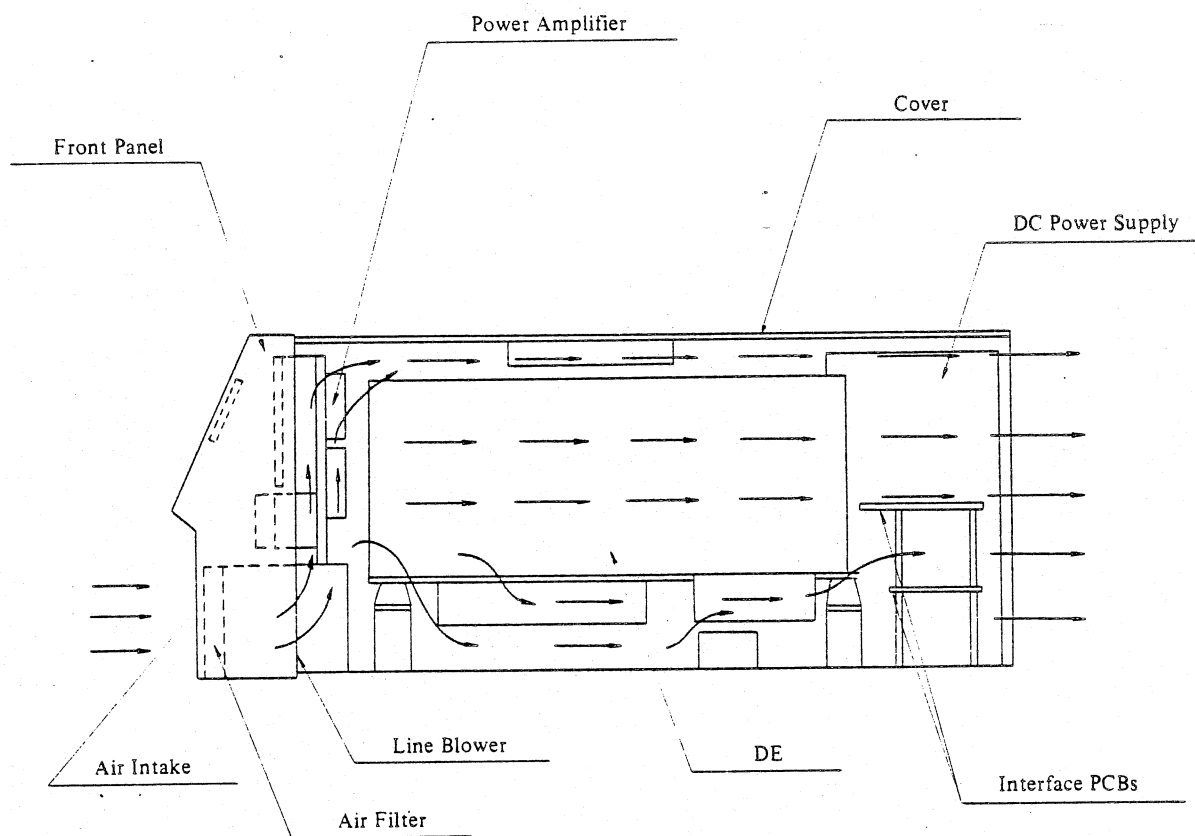 Power Amplifier
Cover
Front Panel
DC Power Supply
Line Blower
DE
Air Intake
Interface PCBs
Air Filter